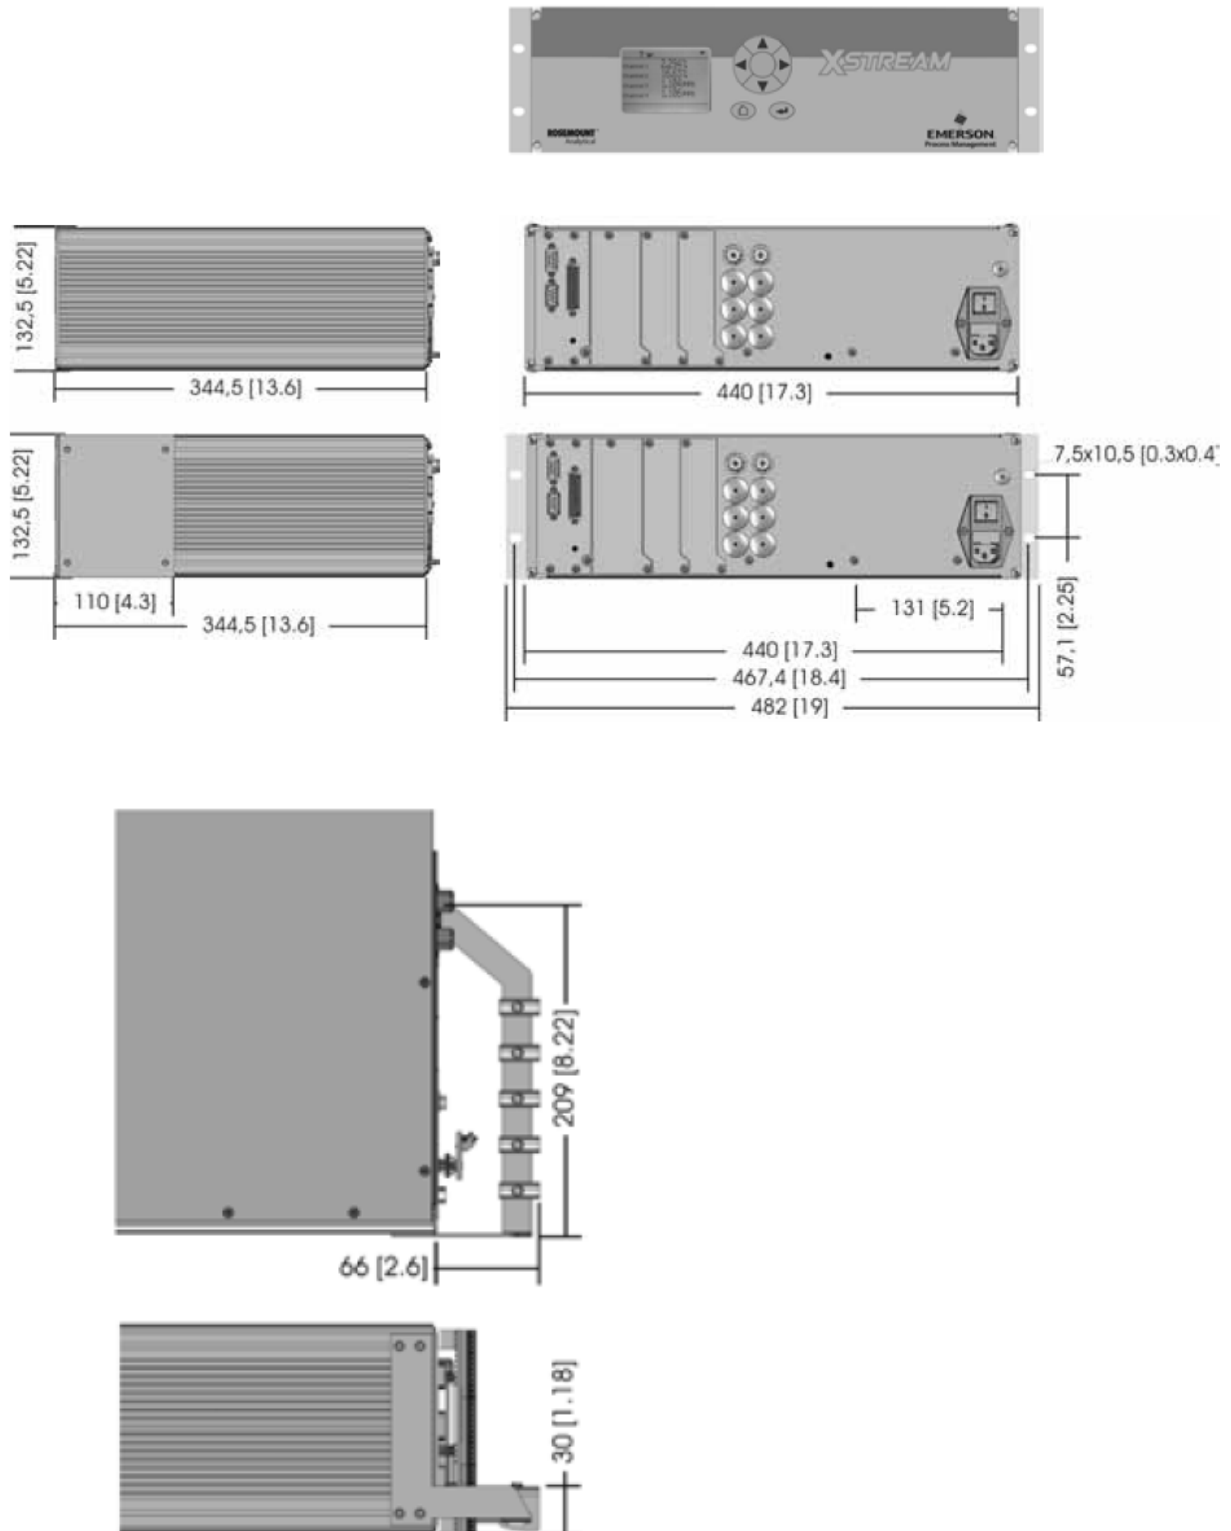 XSTREAM
ROSEMOUNT
Analytical
EMERSON
Process Management
132,5 [5.22]
344,5 [13.6]
440 [17.3]
132,5 [5.22]
110 [4.3]
344,5 [13.6]
7,5x10,5 [0.3x0.4]
131 [5.2]
57,1 [2.25]
440 [17.3]
467,4 [18.4]
482 [19]
209 [8.22]
66 [2.6]
30 [1.18]